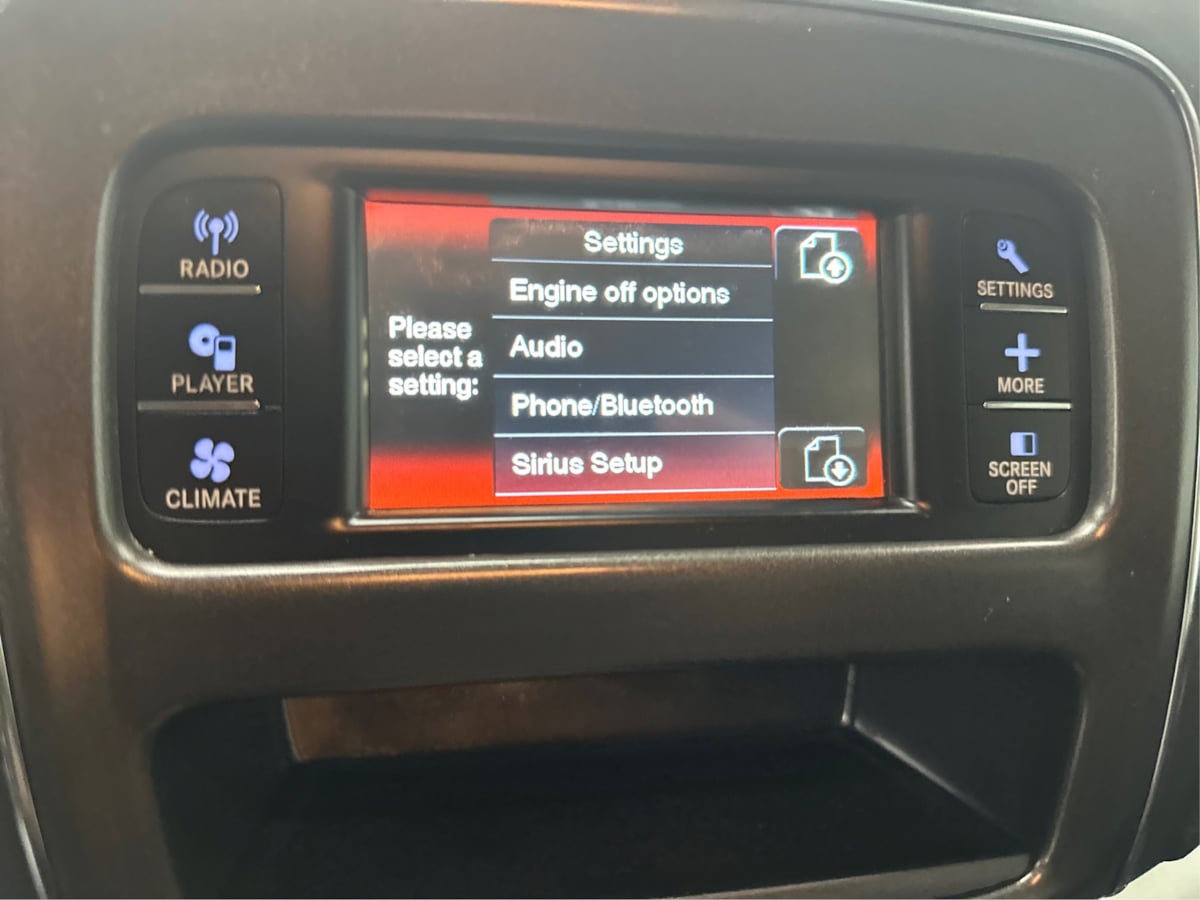 RADIO
PLAYER
CLIMATE
Please
select a
setting:
Settings
Engine off options
Audio
Phone/Bluetooth
Sirius Setup
SETTINGS
MORE
SCREEN
OFF